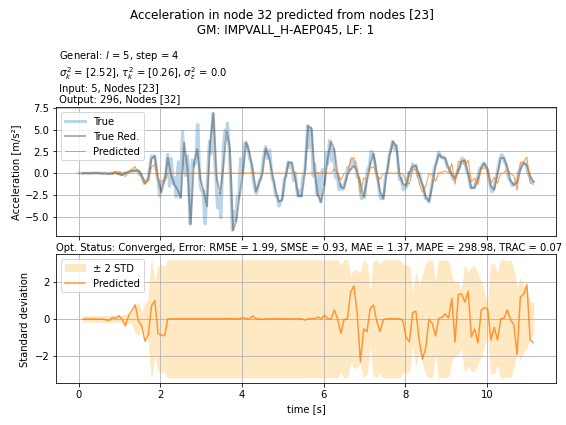 Acceleration in node 32 predicted from nodes [23]
GM: IMPVALL_H-AEP045, LF: 1
General: l = 5, step = 4
σ²ₖ = [2.52], τ²ₖ = [0.26], σ²ε = 0.0
Input: 5, Nodes [23]
Output: 296, Nodes [32]
7.5
5.0
2.5
0.0
−2.5
−5.0
Acceleration [m/s²]
True
True Red.
Predicted
Opt. Status: Converged, Error: RMSE = 1.99, SMSE = 0.93, MAE = 1.37, MAPE = 298.98, TRAC = 0.07
2
0
−2
Standard deviation
± 2 STD
Predicted
0 2 4 6 8 10
time [s]